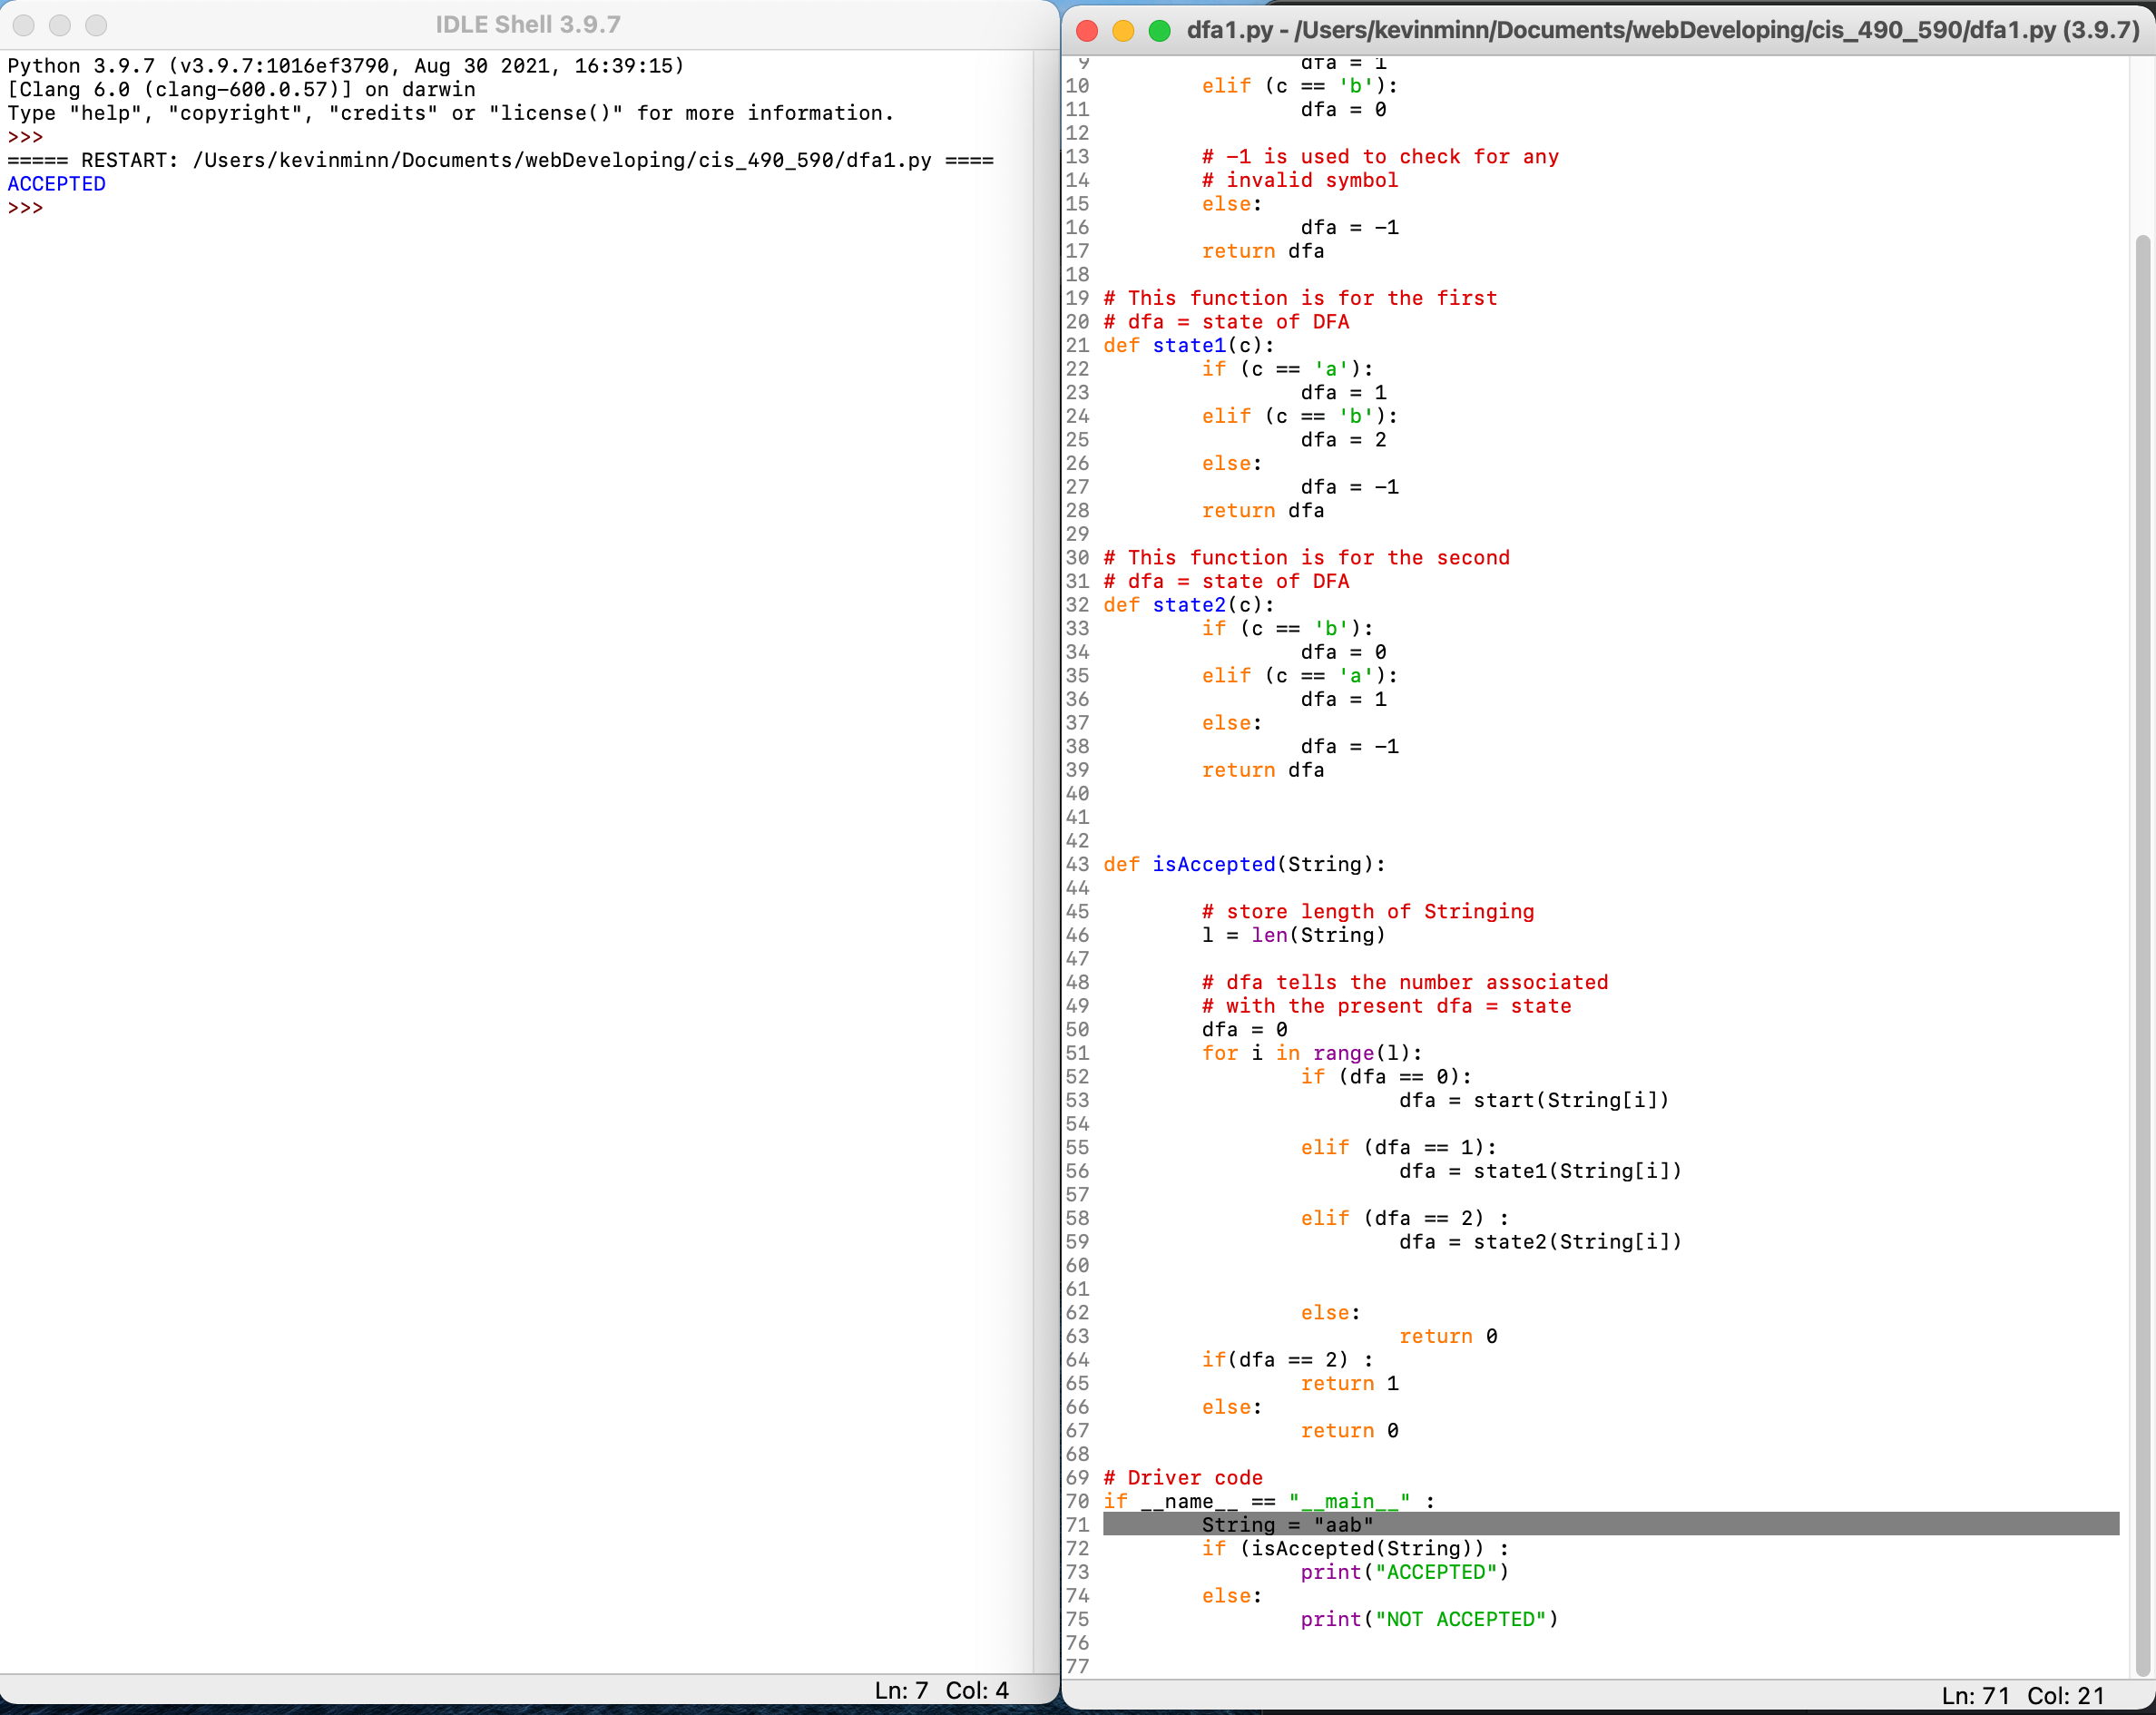 IDLE Shell 3.9.7
Python 3.9.7 (v3.9.7:1016ef3790, Aug 30 2021, 16:39:15)
[Clang 6.0 (clang-600.0.57)] on darwin
Type "help", "copyright", "credits" or "license()" for more information.
>>>
===== RESTART: /Users/kevinminn/Documents/webDeveloping/cis_490_590/dfa1.py ====
ACCEPTED
>>>
Ln: 7 Col: 4
dfa1.py - /Users/kevinminn/Documents/webDeveloping/cis_490_590/dfa1.py (3.9.7)
9 dfa = 1
10 elif (c == 'b'):
11 dfa = 0
12
13 # -1 is used to check for any
14 # invalid symbol
15 else:
16 dfa = -1
17 return dfa
18
19 # This function is for the first
20 # dfa = state of DFA
21 def state1(c):
22 if (c == 'a'):
23 dfa = 1
24 elif (c == 'b'):
25 dfa = 2
26 else:
27 dfa = -1
28 return dfa
29
30 # This function is for the second
31 # dfa = state of DFA
32 def state2(c):
33 if (c == 'b'):
34 dfa = 0
35 elif (c == 'a'):
36 dfa = 1
37 else:
38 dfa = -1
39 return dfa
40
41
42
43 def isAccepted(String):
44
45 # store length of Stringing
46 l = len(String)
47
48 # dfa tells the number associated
49 # with the present dfa = state
50 dfa = 0
51 for i in range(l):
52 if (dfa == 0):
53 dfa = start(String[i])
54
55 elif (dfa == 1):
56 dfa = state1(String[i])
57
58 elif (dfa == 2) :
59 dfa = state2(String[i])
60
61
62 else:
63 return 0
64 if(dfa == 2) :
65 return 1
66 else:
67 return 0
68
69 # Driver code
70 if __name__ == "__main__" :
71 String = "aab"
72 if (isAccepted(String)) :
73 print("ACCEPTED")
74 else:
75 print("NOT ACCEPTED")
76
77
Ln: 71 Col: 21